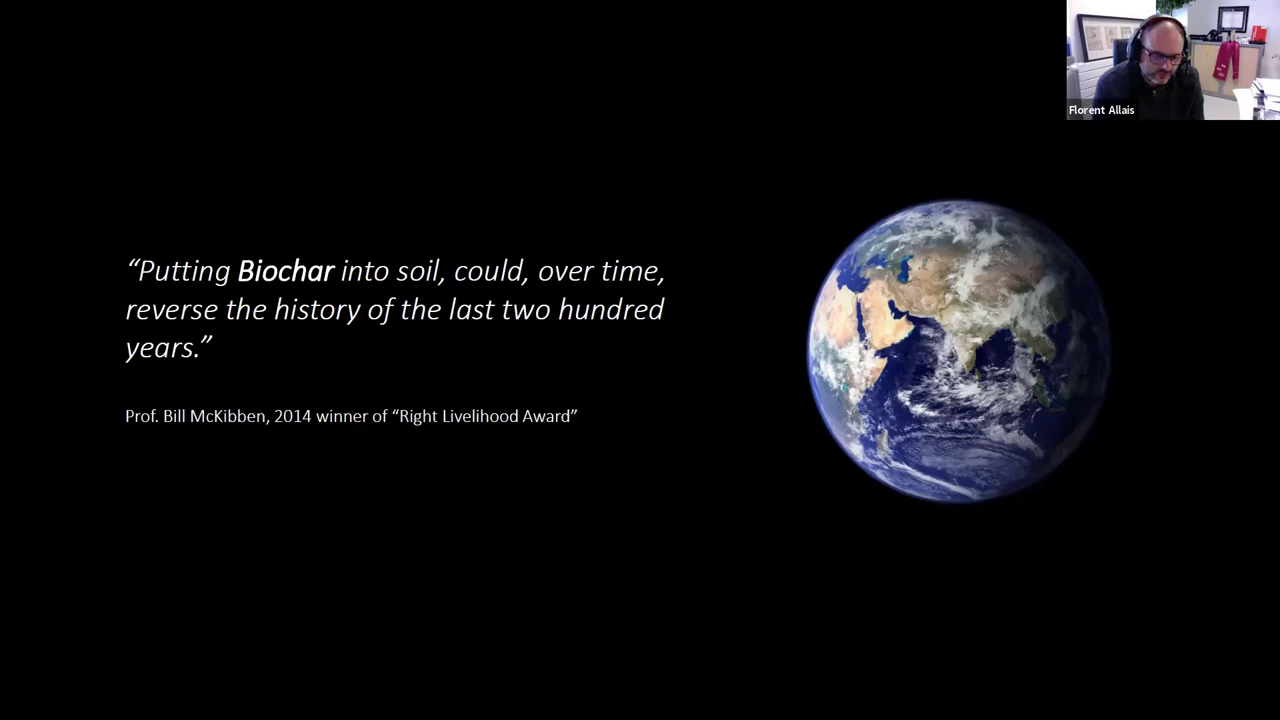 “Putting Biochar into soil, could, over time,
reverse the history of the last two hundred
years.”
Prof. Bill McKibben, 2014 winner of “Right Livelihood Award”
Florent Allais